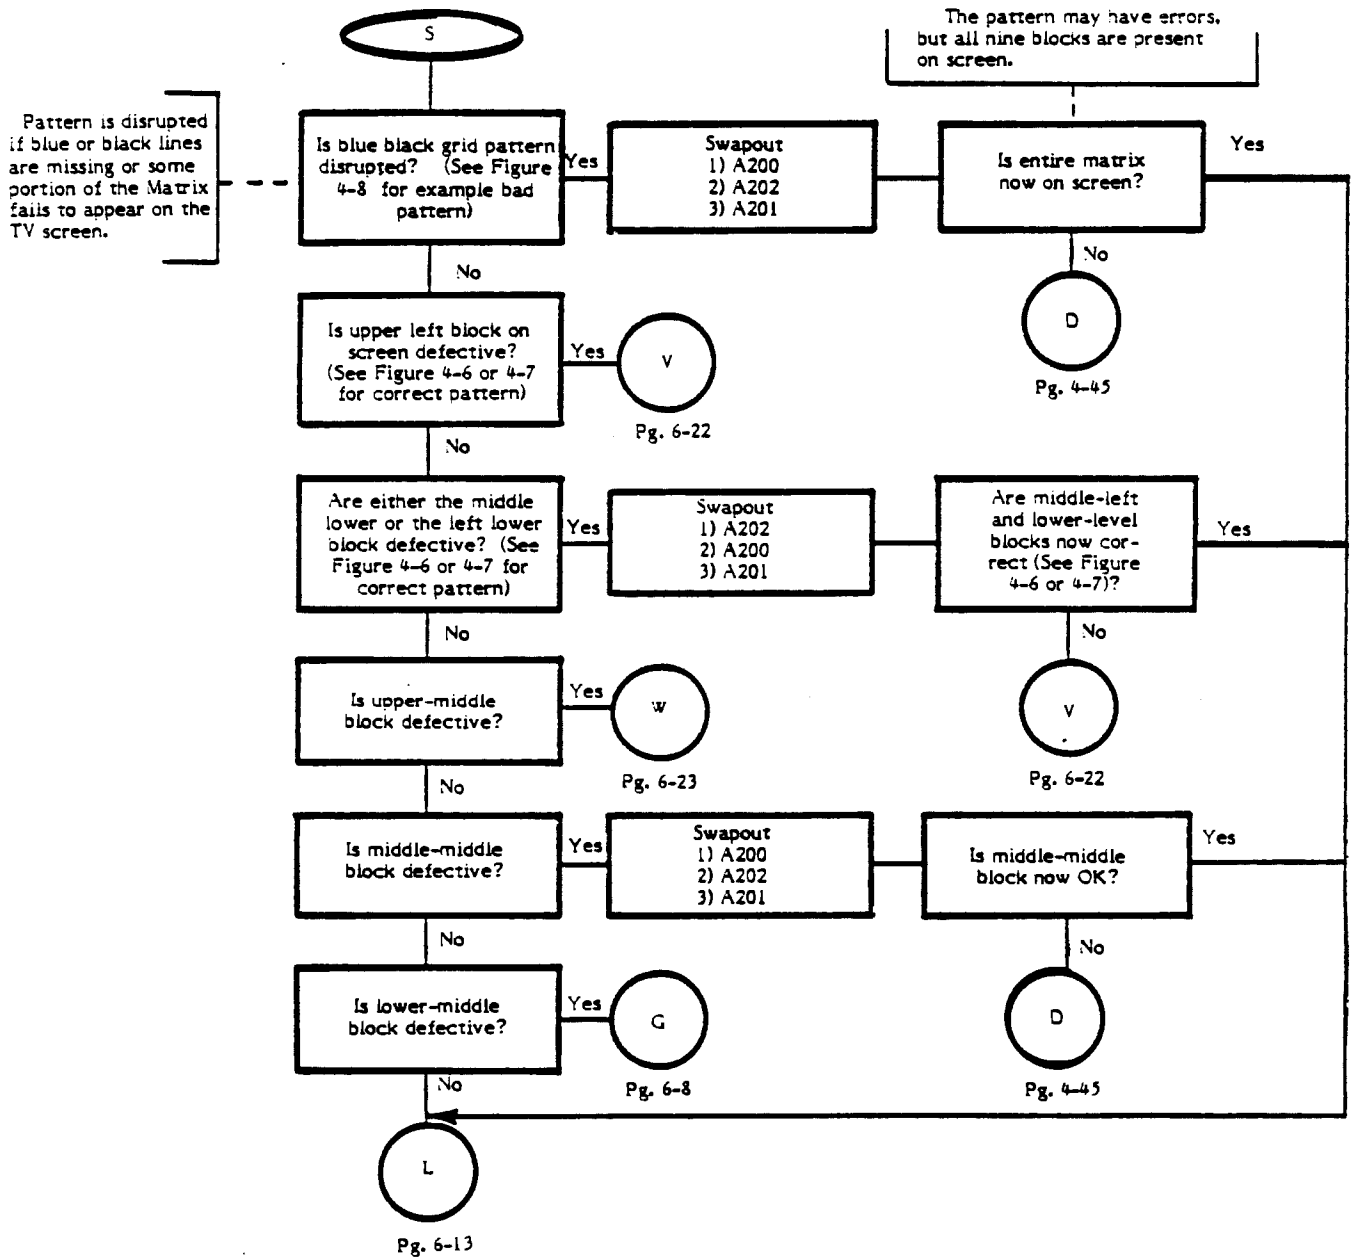 S
The pattern may have errors,
but all nine blocks are present
on screen.
Pattern is disrupted
if blue or black lines
are missing or some
portion of the Matrix
fails to appear on the
TV screen.
Is blue black grid pattern
disrupted? (See Figure
4-8 for example bad
pattern)
Yes
Swapout
1) A200
2) A202
3) A201
Is entire matrix
now on screen?
Yes
No
No
D
Pg. 4-45
Is upper left block on
screen defective?
(See Figure 4-6 or 4-7
for correct pattern)
Yes
V
Pg. 6-22
No
Are either the middle
lower or the left lower
block defective? (See
Figure 4-6 or 4-7 for
correct pattern)
Yes
Swapout
1) A202
2) A200
3) A201
Are middle-left
and lower-level
blocks now cor-
rect (See Figure
4-6 or 4-7)?
Yes
No
No
V
Pg. 6-22
Is upper-middle
block defective?
Yes
W
Pg. 6-23
No
Is middle-middle
block defective?
Yes
Swapout
1) A200
2) A202
3) A201
Is middle-middle
block now OK?
Yes
No
No
D
Pg. 4-45
Is lower-middle
block defective?
Yes
G
Pg. 6-8
No
L
Pg. 6-13